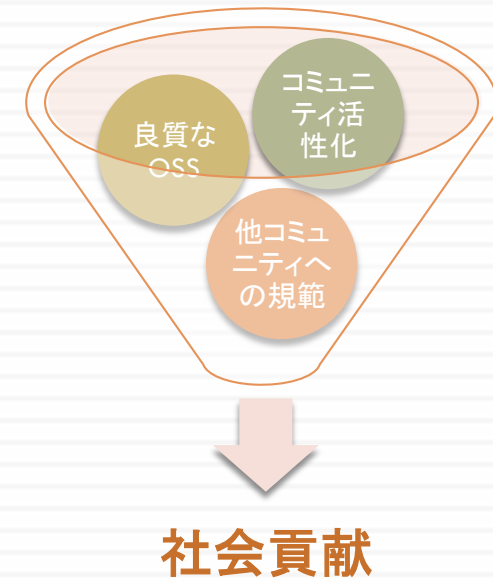 コミュニ
ティ活
性化
良質な
OSS
他コミュ
ニティへ
の規範
社会貢献